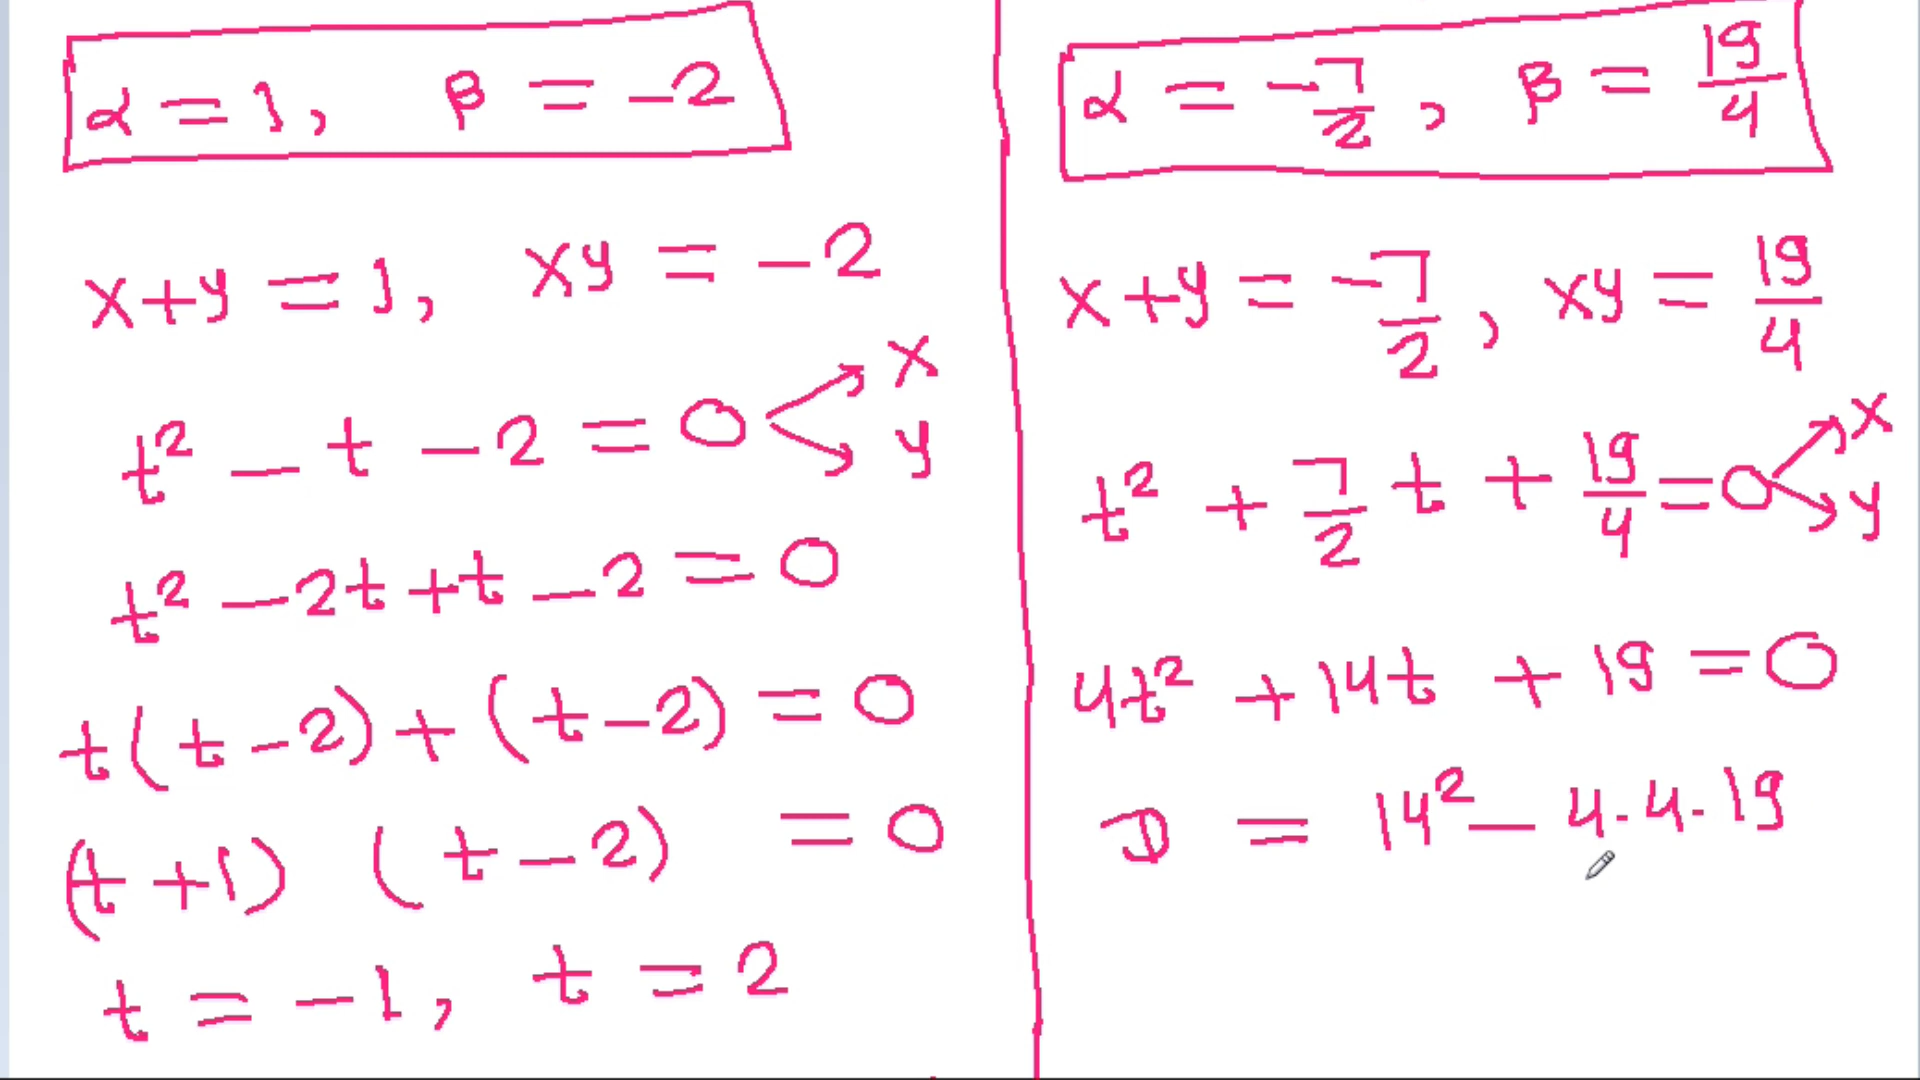 α = 1, β = -2
x+y = 1, xy = -2
t² - t - 2 = 0 x y
t² - 2t + t - 2 = 0
t(t-2) + (t-2) = 0
(t+1) (t-2) = 0
t = -1, t = 2
α = -7/2, β = 19/4
x+y = -7/2, xy = 19/4
t² + 7/2 t + 19/4 = 0 x y
4t² + 14t + 19 = 0
D = 14² - 4·4·19